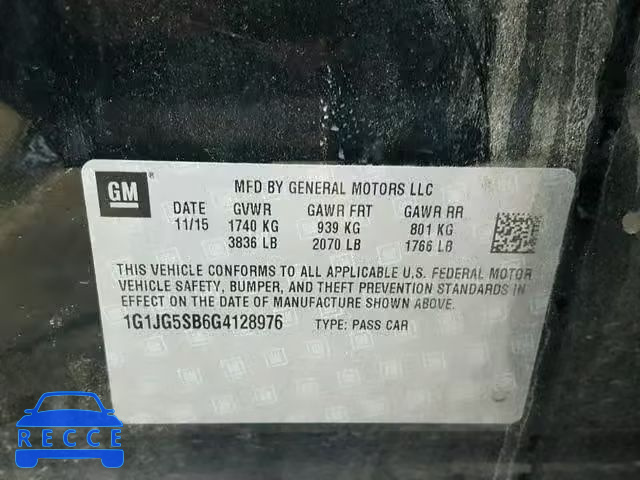 GM ® MFD BY GENERAL MOTORS LLC
DATE GVWR GAWR FRT GAWR RR
11/15 1740 KG 939 KG 801 KG
3836 LB 2070 LB 1766 LB
THIS VEHICLE CONFORMS TO ALL APPLICABLE U.S. FEDERAL MOTOR
VEHICLE SAFETY, BUMPER, AND THEFT PREVENTION STANDARDS IN
EFFECT ON THE DATE OF MANUFACTURE SHOWN ABOVE.
1G1JG5SB6G4128976 TYPE: PASS CAR
RECCE